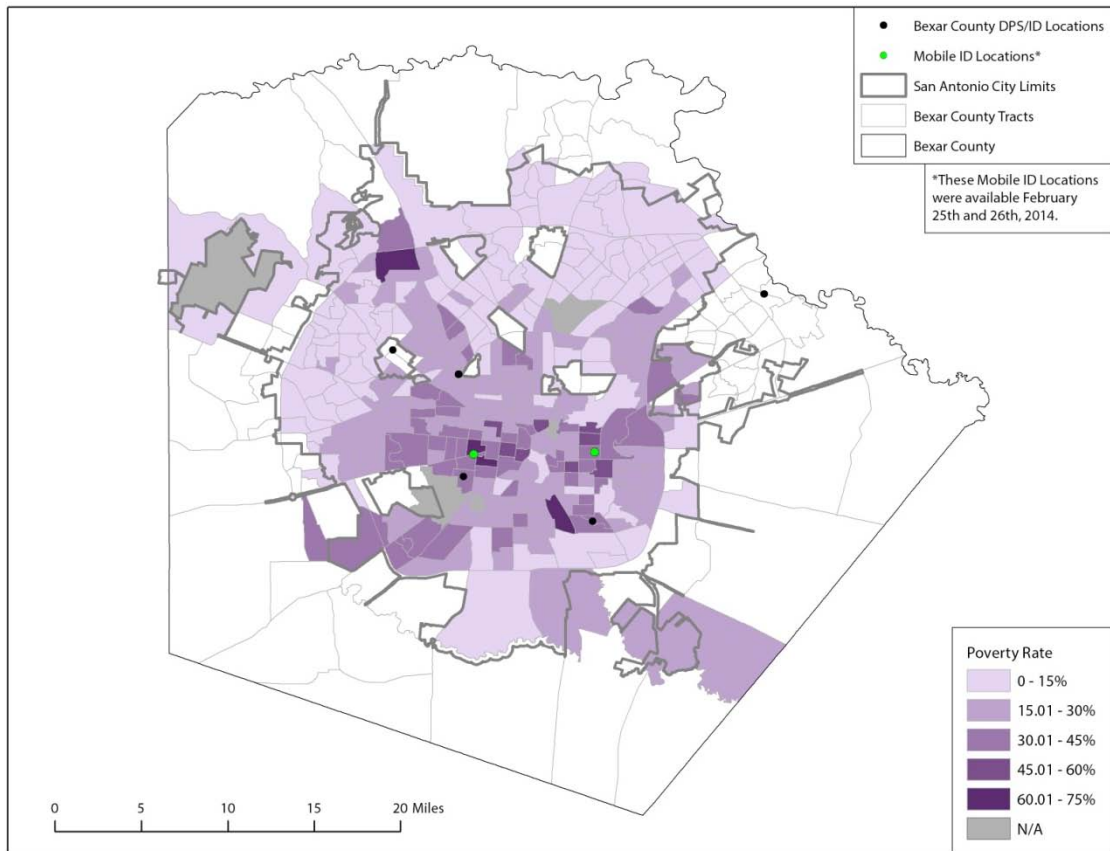 Bexar County DPS/ID Locations
Mobile ID Locations*
San Antonio City Limits
Bexar County Tracts
Bexar County
*These Mobile ID Locations
were available February
25th and 26th, 2014.
Poverty Rate
0 - 15%
15.01 - 30%
30.01 - 45%
45.01 - 60%
60.01 - 75%
N/A
0 5 10 15 20 Miles